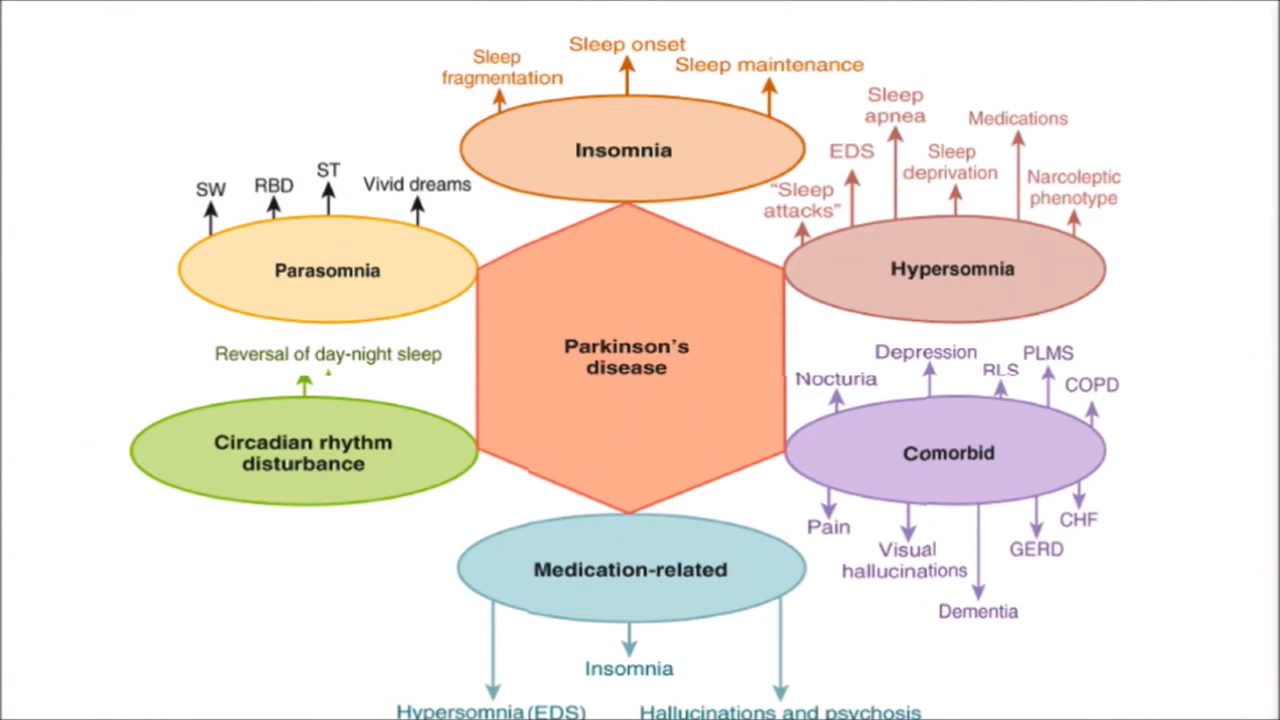 Sleep
fragmentation
Sleep onset
Sleep maintenance
Insomnia
SW
RBD
ST
Vivid dreams
Parasomnia
"Sleep
attacks"
EDS
Sleep
apnea
Sleep
deprivation
Medications
Narcoleptic
phenotype
Hypersomnia
Parkinson's
disease
Reversal of day-night sleep
Circadian rhythm
disturbance
Nocturia
Depression
RLS
PLMS
COPD
Comorbid
Pain
Visual
hallucinations
Dementia
GERD
CHF
Medication-related
Hypersomnia (EDS)
Insomnia
Hallucinations and psychosis